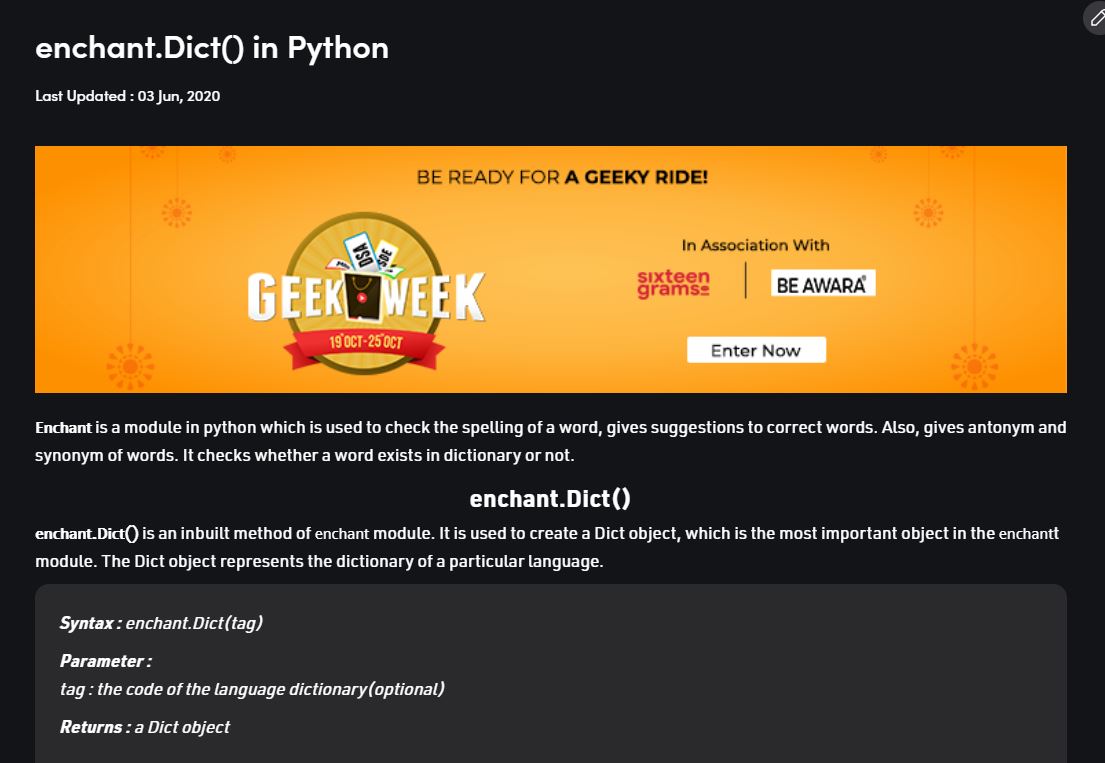 enchant.Dict() in Python
Last Updated : 03 Jun, 2020
BE READY FOR A GEEKY RIDE!
DSA
SDE
GEEK WEEK
19 OCT-25 OCT
In Association With
sixteen
grams
BE AWARA
Enter Now
Enchant is a module in python which is used to check the spelling of a word, gives suggestions to correct words. Also, gives antonym and
synonym of words. It checks whether a word exists in dictionary or not.
enchant.Dict()
enchant.Dict() is an inbuilt method of enchant module. It is used to create a Dict object, which is the most important object in the enchantt
module. The Dict object represents the dictionary of a particular language.
Syntax : enchant.Dict(tag)
Parameter :
tag : the code of the language dictionary(optional)
Returns : a Dict object